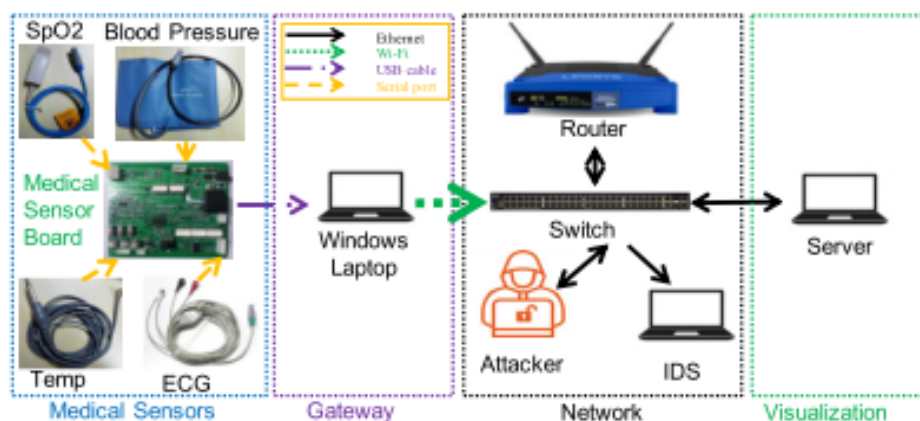 SpO2
Blood Pressure
Ethernet
Wi-Fi
USB cable
Serial port
LINKSYS
Router
Medical
Sensor
Board
Windows
Laptop
Switch
Server
Attacker
IDS
Temp
ECG
Medical Sensors
Gateway
Network
Visualization